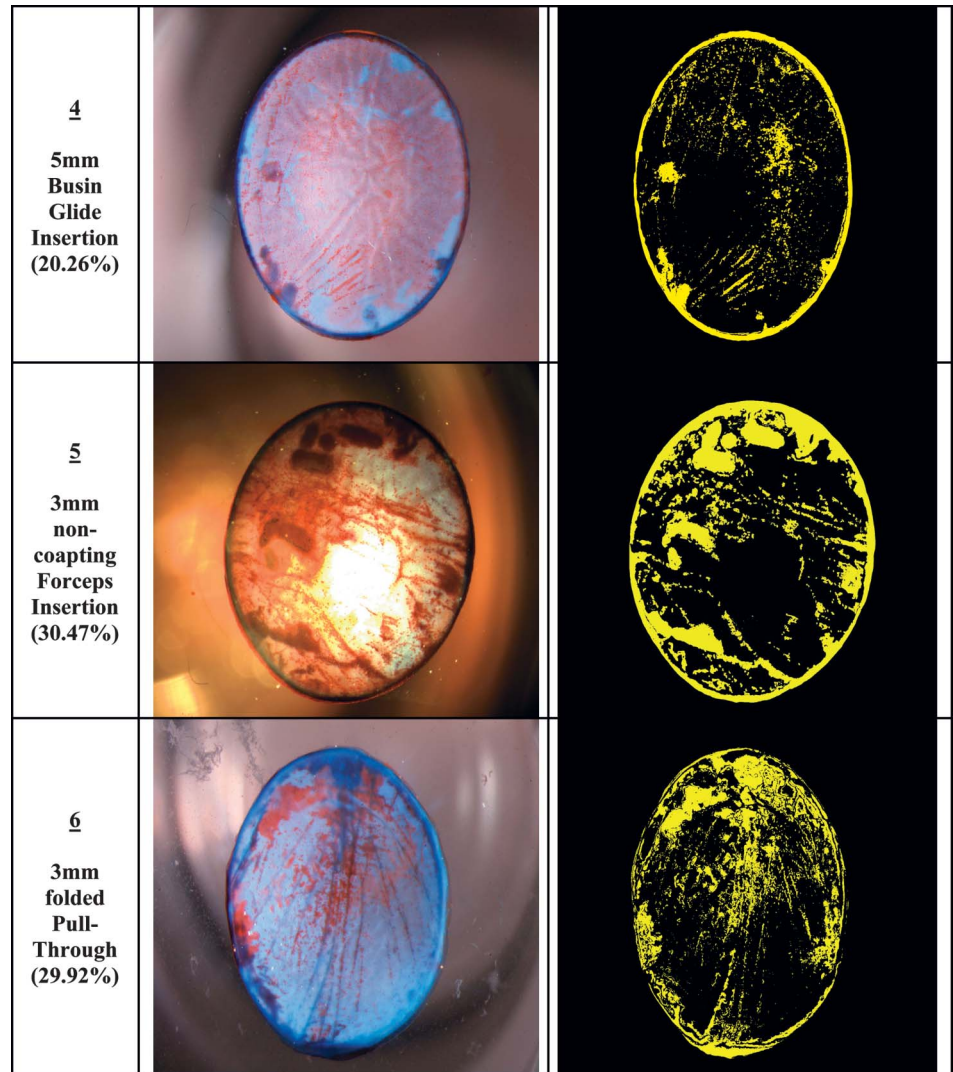 4
5mm
Busin
Glide
Insertion
(20.26%)
5
3mm
non-
coapting
Forceps
Insertion
(30.47%)
6
3mm
folded
Pull-
Through
(29.92%)